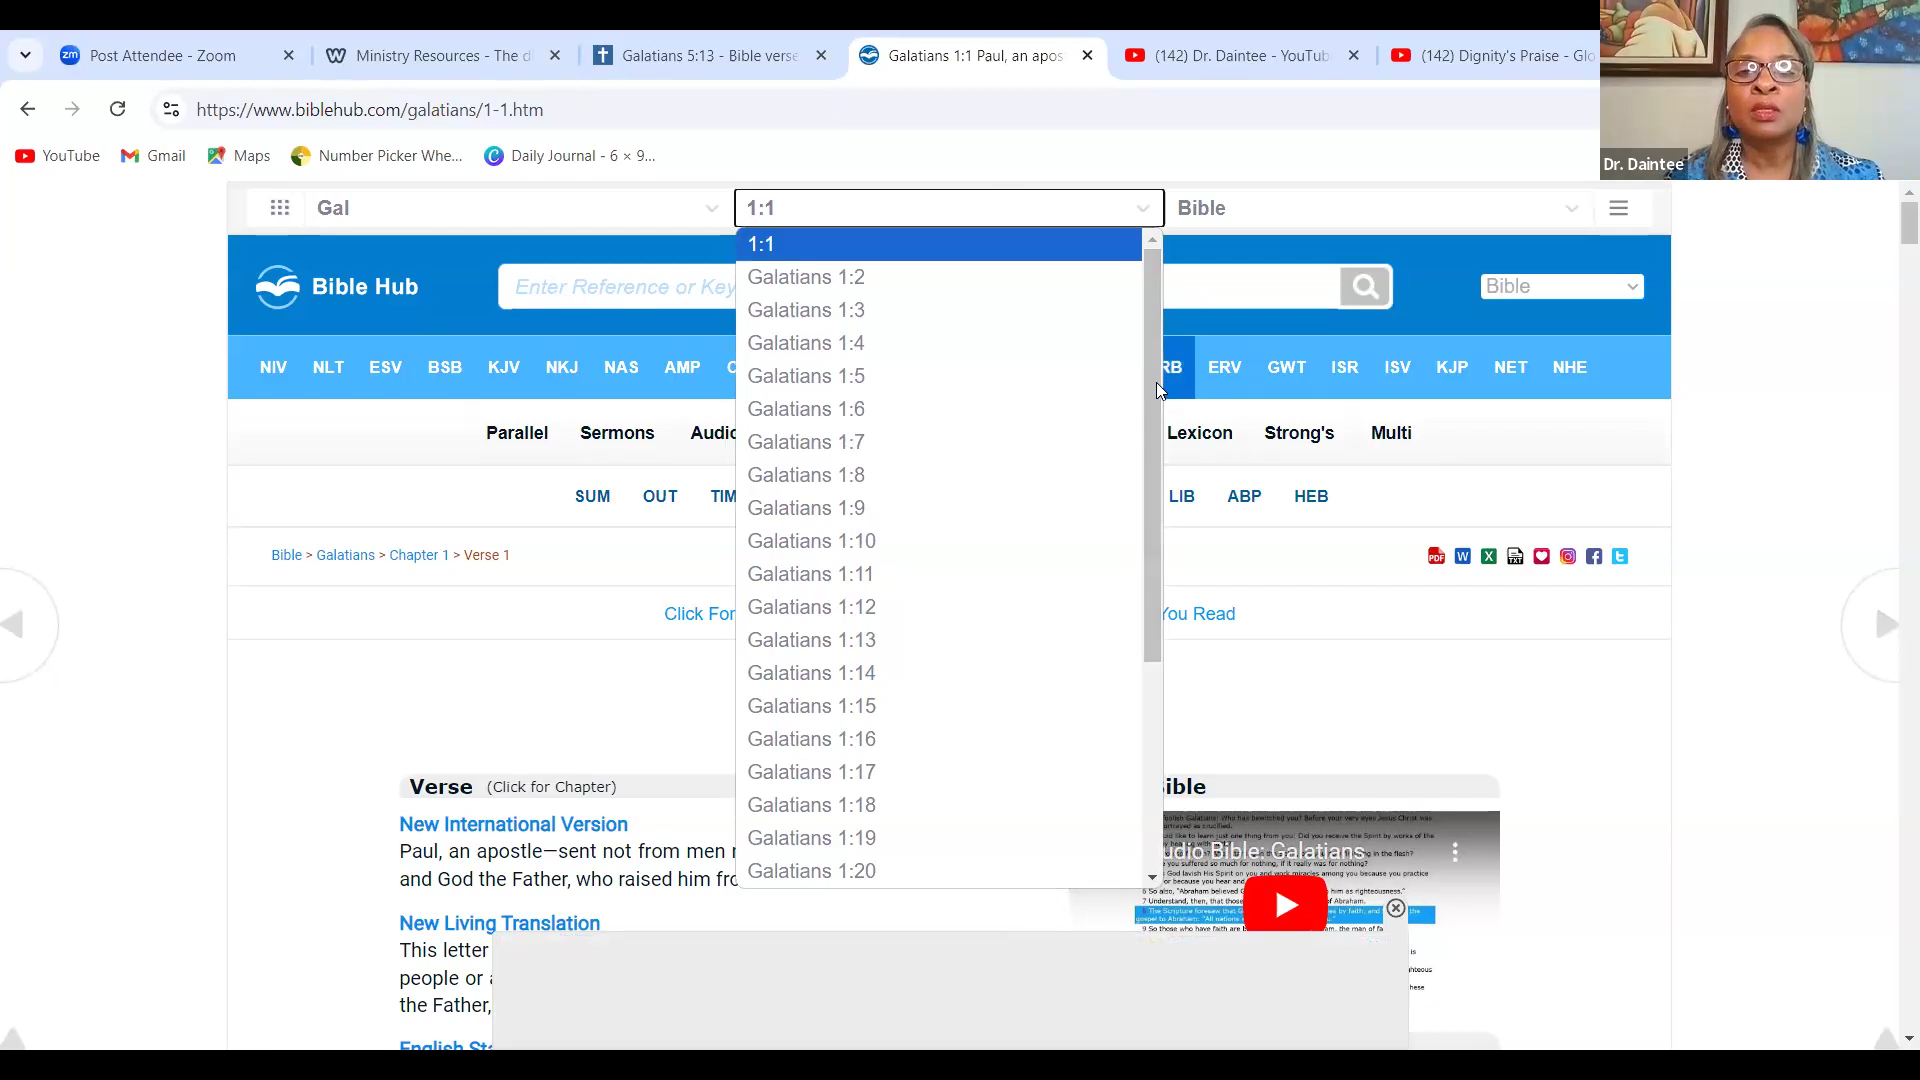 Post Attendee - Zoom
Ministry Resources - The d
Galatians 5:13 - Bible verse
Galatians 1:1 Paul, an apos
(142) Dr. Daintee - YouTub
(142) Dignity's Praise - Glo
https://www.biblehub.com/galatians/1-1.htm
YouTube
Gmail
Maps
Number Picker Whe...
Daily Journal - 6 × 9...
Dr. Daintee
Gal
1:1
Bible
1:1
Galatians 1:2
Galatians 1:3
Galatians 1:4
Galatians 1:5
Galatians 1:6
Galatians 1:7
Galatians 1:8
Galatians 1:9
Galatians 1:10
Galatians 1:11
Galatians 1:12
Galatians 1:13
Galatians 1:14
Galatians 1:15
Galatians 1:16
Galatians 1:17
Galatians 1:18
Galatians 1:19
Galatians 1:20
Bible Hub
Enter Reference or Key
Bible
NIV NLT ESV BSB KJV NKJ NAS AMP C
RB ERV GWT ISR ISV KJP NET NHE
Parallel Sermons Audio
Lexicon Strong's Multi
SUM OUT TIM
LIB ABP HEB
Bible > Galatians > Chapter 1 > Verse 1
Click For
You Read
Verse (Click for Chapter)
New International Version
Paul, an apostle—sent not from men
and God the Father, who raised him fro
New Living Translation
This letter
people or
the Father,
English Sta
ible
udio Bible: Galatians